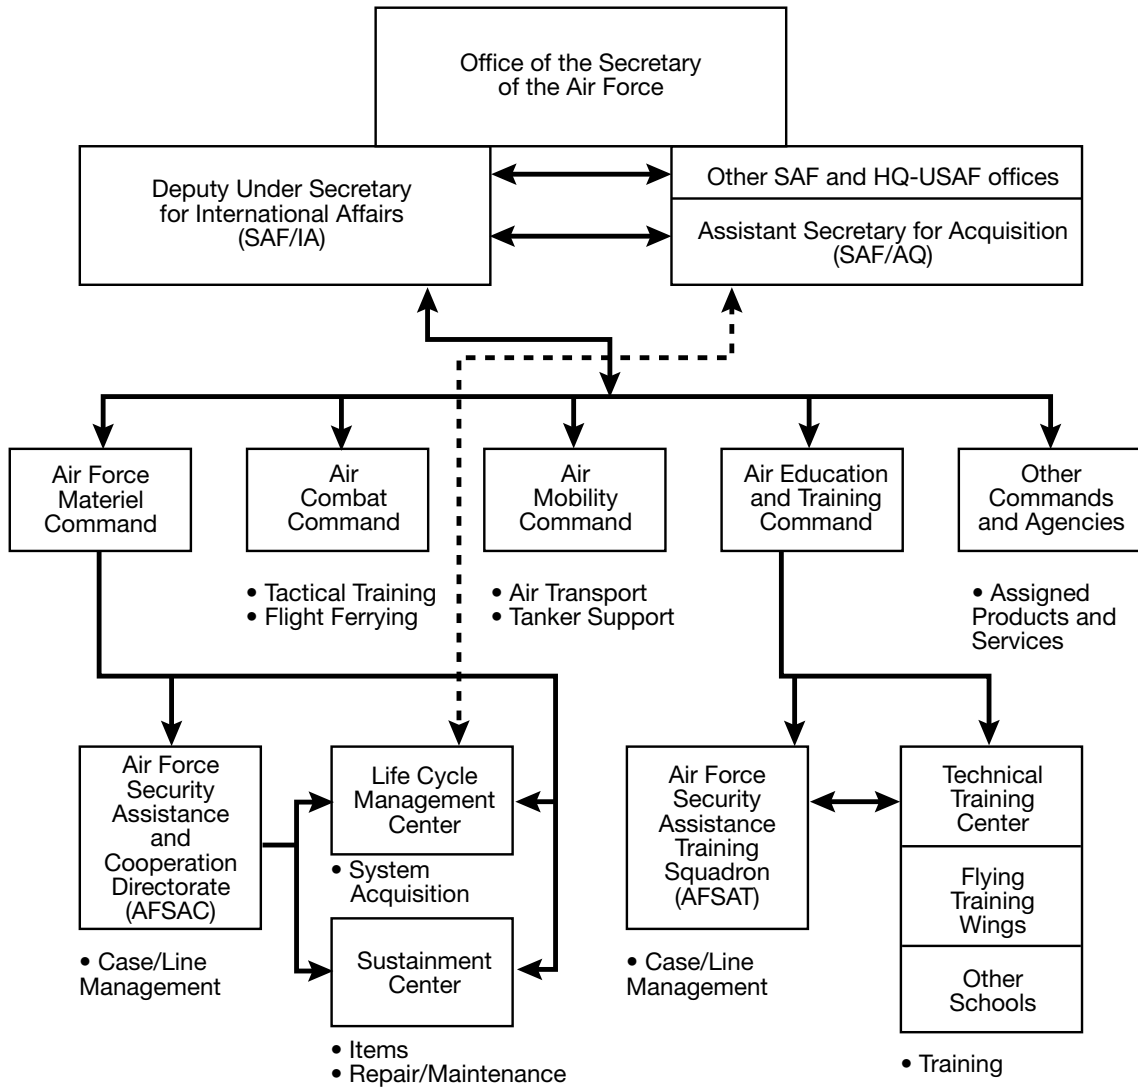 Office of the Secretary
of the Air Force
Deputy Under Secretary
for International Affairs
(SAF/IA)
Other SAF and HQ-USAF offices
Assistant Secretary for Acquisition
(SAF/AQ)
Air Force
Materiel
Command
Air
Combat
Command
Air
Mobility
Command
Air Education
and Training
Command
Other
Commands
and Agencies
• Tactical Training
• Flight Ferrying
• Air Transport
• Tanker Support
• Assigned
Products and
Services
Air Force
Security
Assistance
and
Cooperation
Directorate
(AFSAC)
• Case/Line
Management
Life Cycle
Management
Center
• System
Acquisition
Sustainment
Center
• Items
• Repair/Maintenance
Air Force
Security
Assistance
Training
Squadron
(AFSAT)
• Case/Line
Management
Technical
Training
Center
Flying
Training
Wings
Other
Schools
• Training